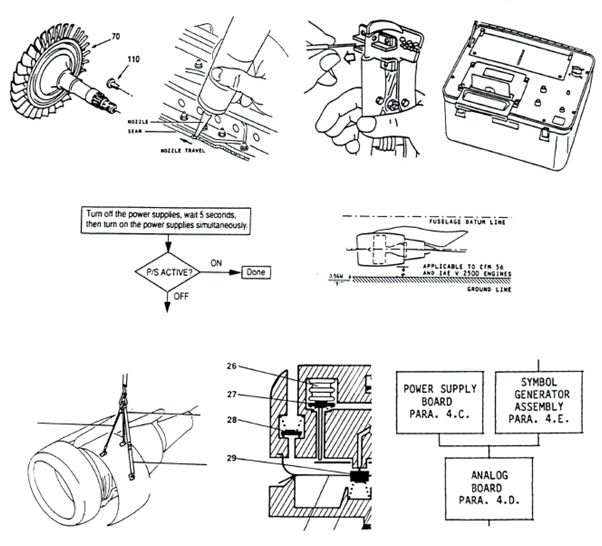 70
110
NOZZLE
SEAM
NOZZLE TRAVEL
Turn off the power supplies, wait 5 seconds,
then turn on the power supplies simultaneously.
P/S ACTIVE?
ON
Done
OFF
FUSELAGE DATUM LINE
APPLICABLE TO CFM 56
AND IAE V 2500 ENGINES
GROUND LINE
26
27
28
29
POWER SUPPLY
BOARD
PARA. 4.C.
SYMBOL
GENERATOR
ASSEMBLY
PARA. 4.E.
ANALOG
BOARD
PARA. 4.D.